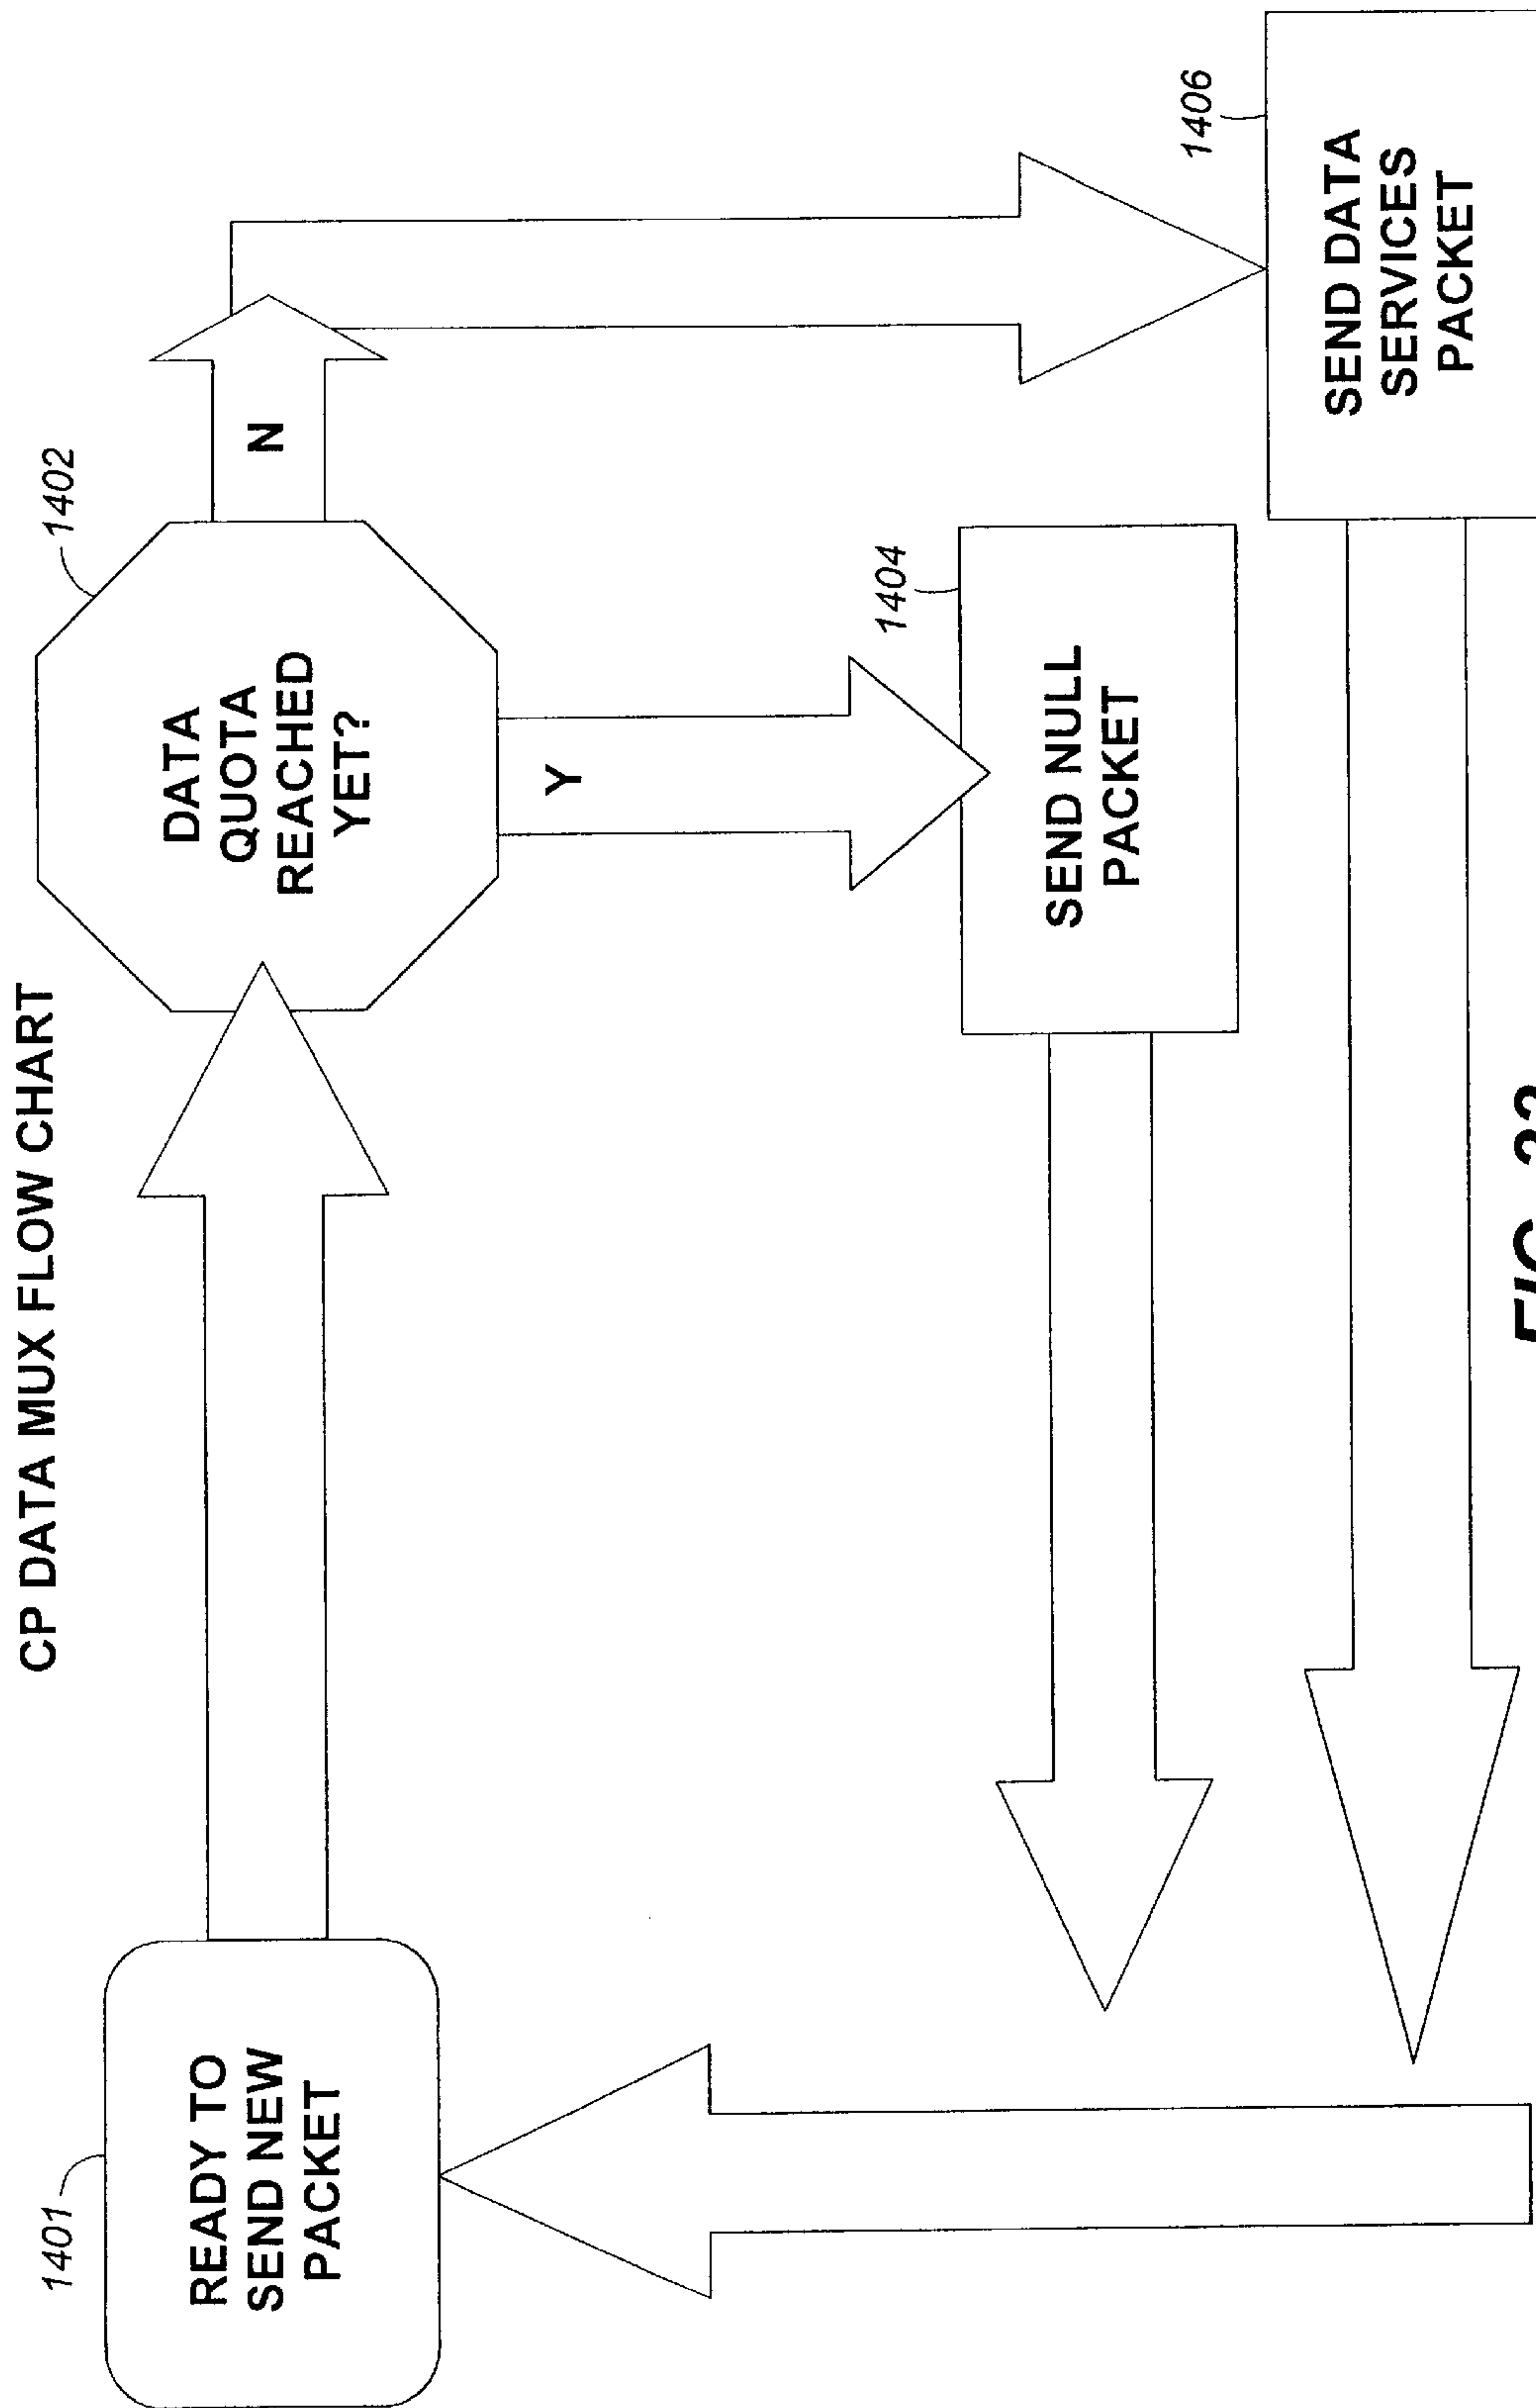 CP DATA MUX FLOW CHART
1401
READY TO
SEND NEW
PACKET
1402
DATA
QUOTA
REACHED
YET?
N
Y
1404
SEND NULL
PACKET
1406
SEND DATA
SERVICES
PACKET